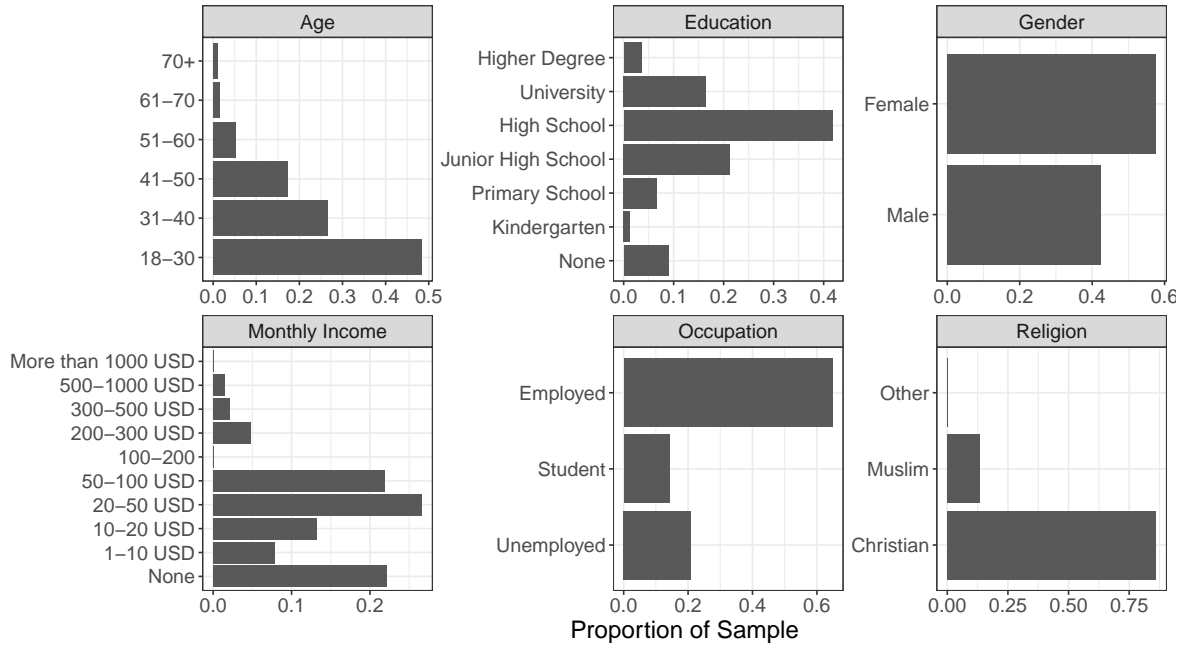 Age
70+
61−70
51−60
41−50
31−40
18−30
0.0 0.1 0.2 0.3 0.4 0.5
Education
Higher Degree
University
High School
Junior High School
Primary School
Kindergarten
None
0.0 0.1 0.2 0.3 0.4
Gender
Female
Male
0.0 0.2 0.4 0.6
Monthly Income
More than 1000 USD
500−1000 USD
300−500 USD
200−300 USD
100−200
50−100 USD
20−50 USD
10−20 USD
1−10 USD
None
0.0 0.1 0.2
Occupation
Employed
Student
Unemployed
0.0 0.2 0.4 0.6
Religion
Other
Muslim
Christian
0.00 0.25 0.50 0.75
Proportion of Sample